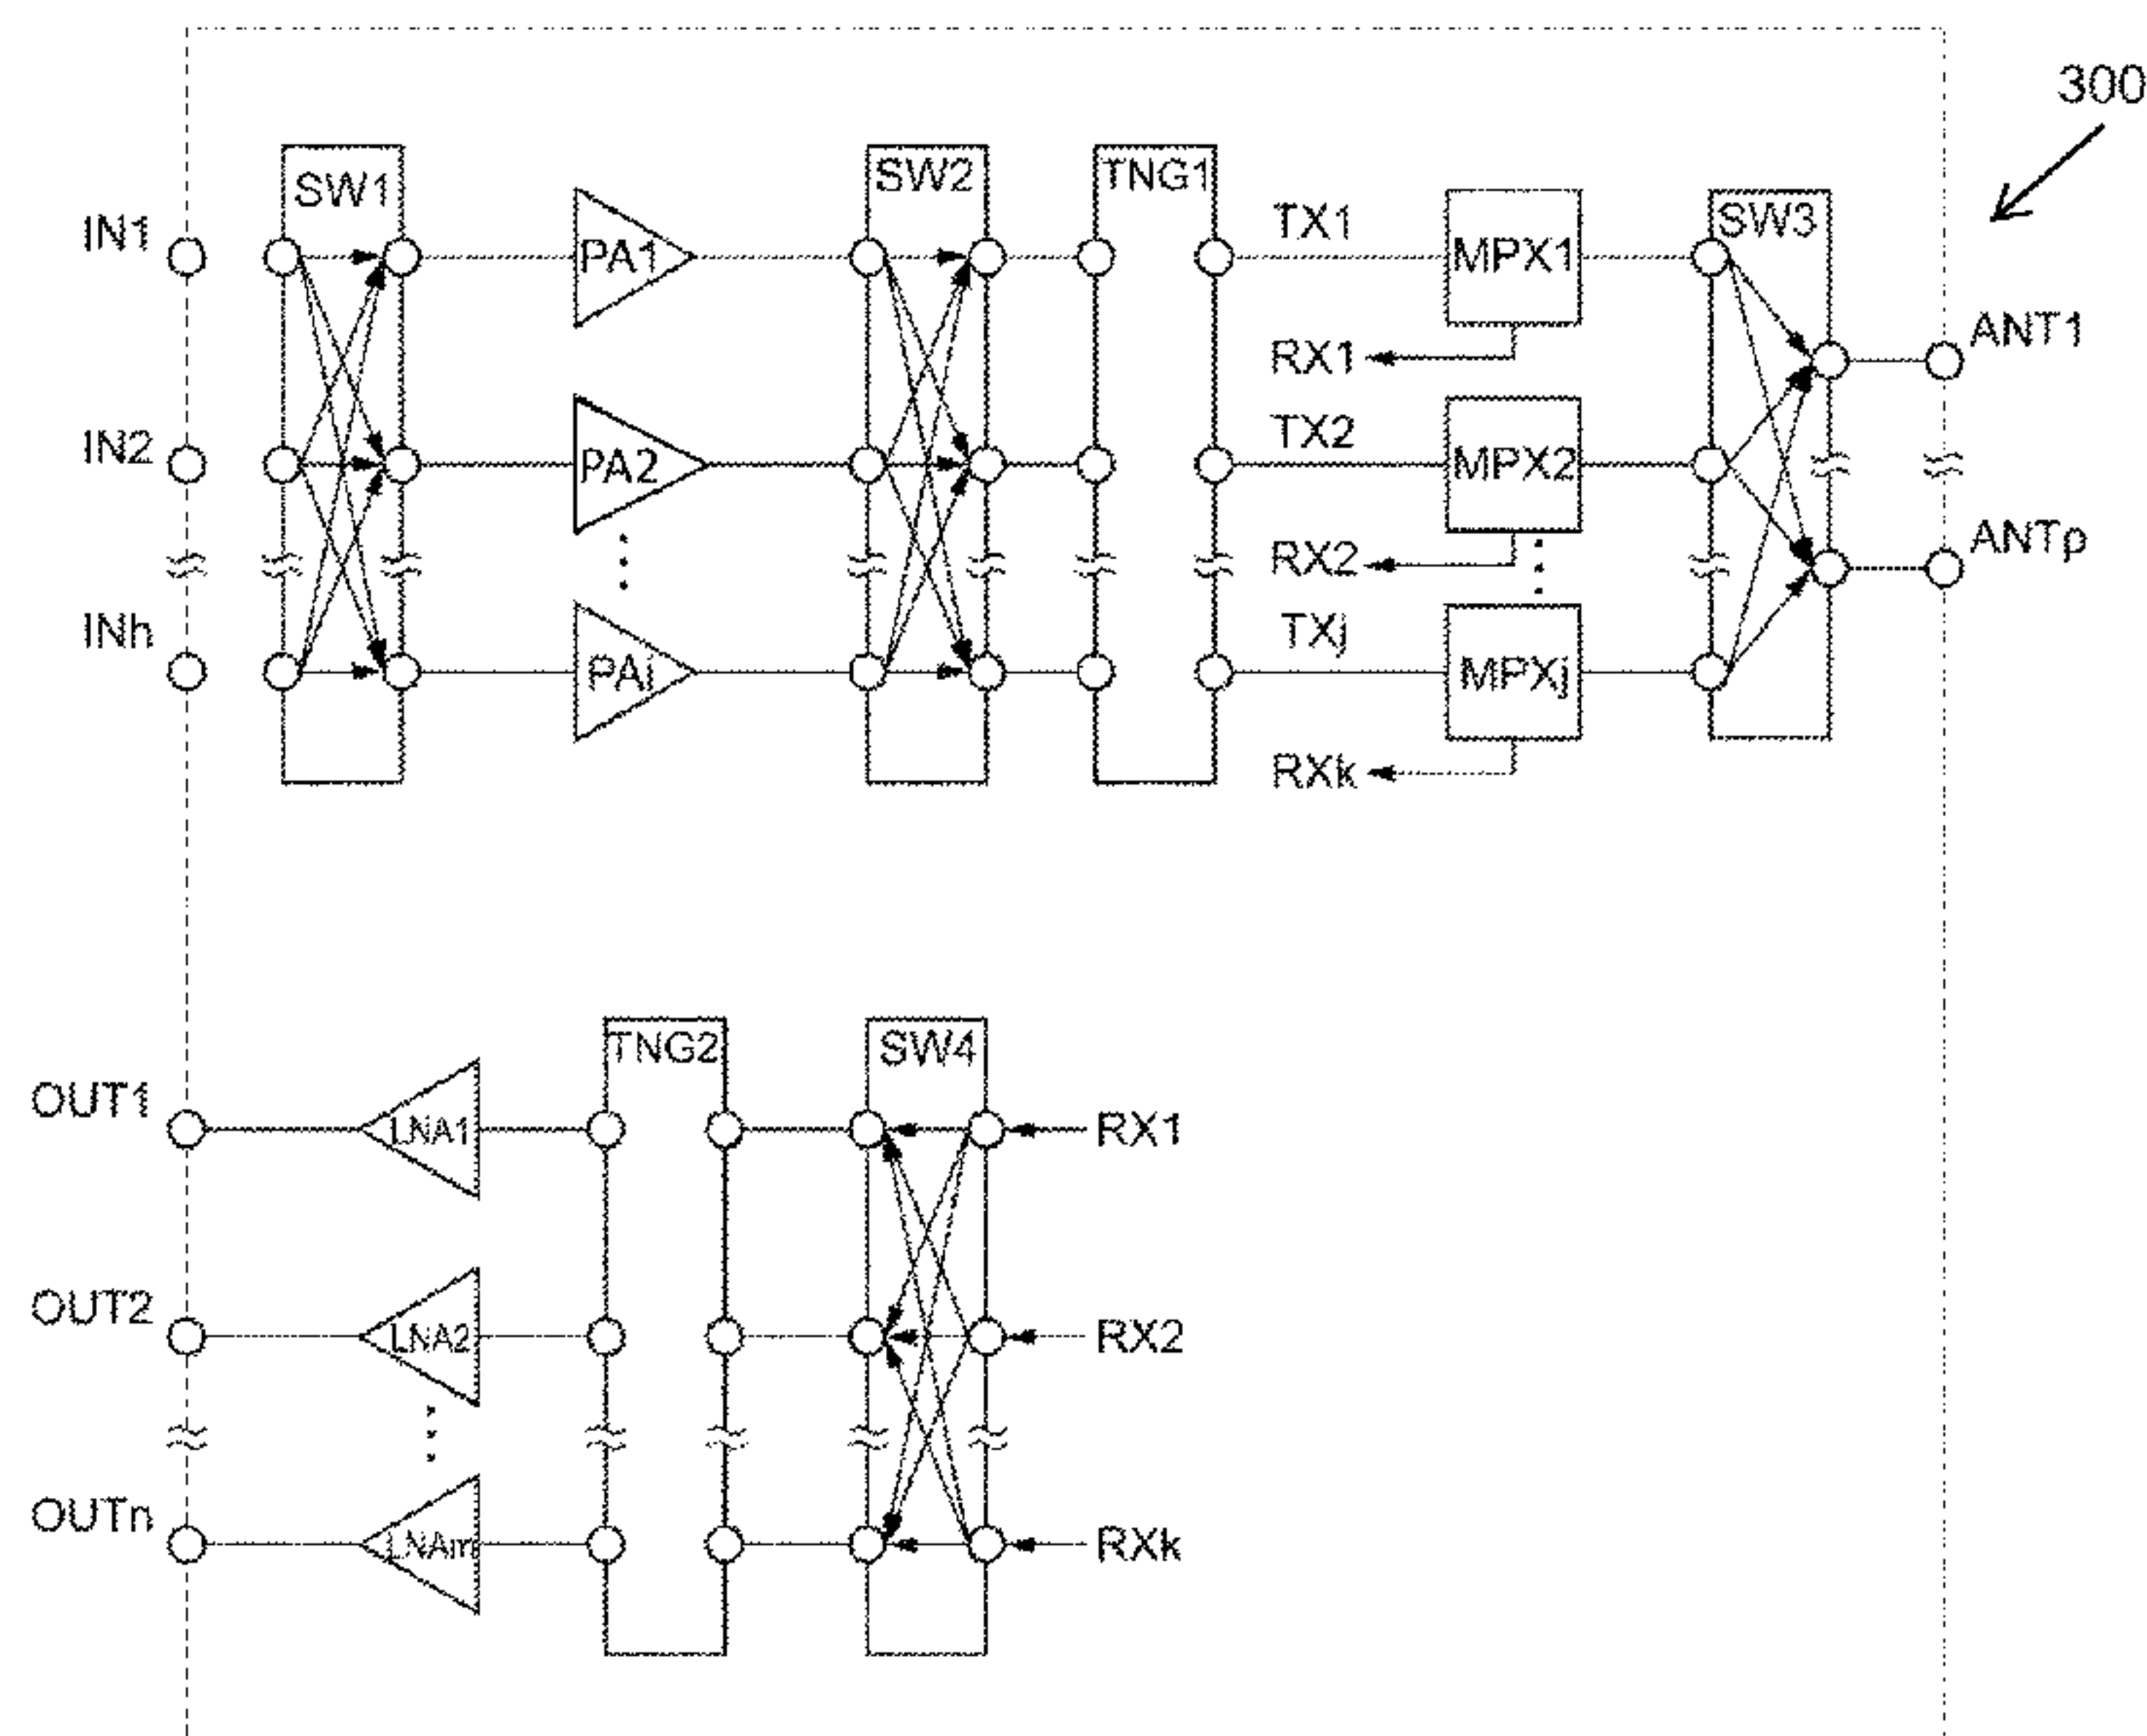 300
SW1
SW2
TNG1
SW3
IN1
PA1
TX1
MPX1
ANT1
RX1
IN2
PA2
TX2
MPX2
ANTp
RX2
INh
PAi
TXj
MPXj
RXk
TNG2
SW4
OUT1
LNA1
RX1
OUT2
LNA2
RX2
OUTn
LNAm
RXk